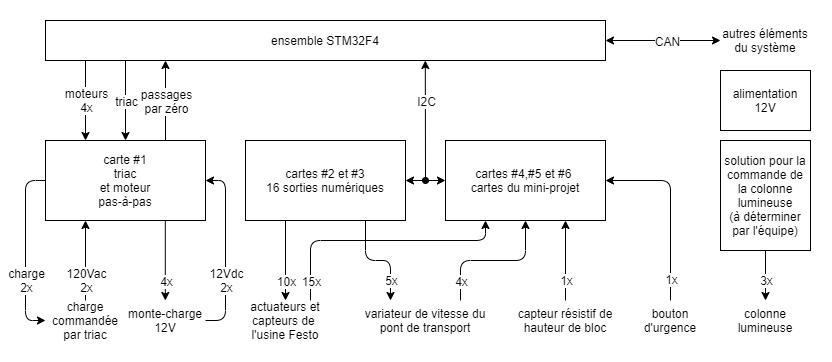 ensemble STM32F4
CAN
autres éléments
du système
moteurs
4x
triac
passages
par zéro
I2C
alimentation
12V
carte #1
triac
et moteur
pas-à-pas
cartes #2 et #3
16 sorties numériques
cartes #4,#5 et #6
cartes du mini-projet
solution pour la
commande de
la colonne
lumineuse
(à déterminer
par l'équipe)
charge
2x
120Vac
2x
4x
12Vdc
2x
10x
15x
5x
4x
1x
1x
3x
charge
commandée
par triac
monte-charge
12V
actuateurs et
capteurs de
l'usine Festo
variateur de vitesse du
pont de transport
capteur résistif de
hauteur de bloc
bouton
d'urgence
colonne
lumineuse